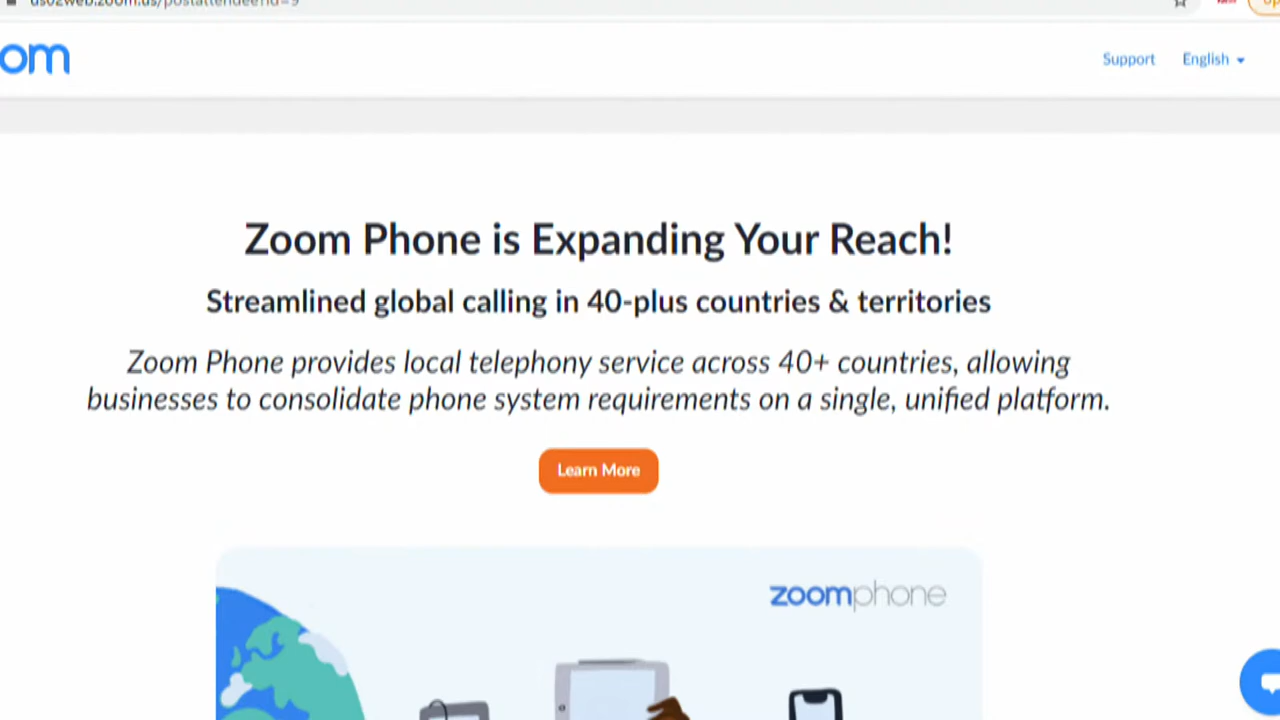 om
Support
English
Zoom Phone is Expanding Your Reach!
Streamlined global calling in 40-plus countries & territories
Zoom Phone provides local telephony service across 40+ countries, allowing
businesses to consolidate phone system requirements on a single, unified platform.
Learn More
zoomphone